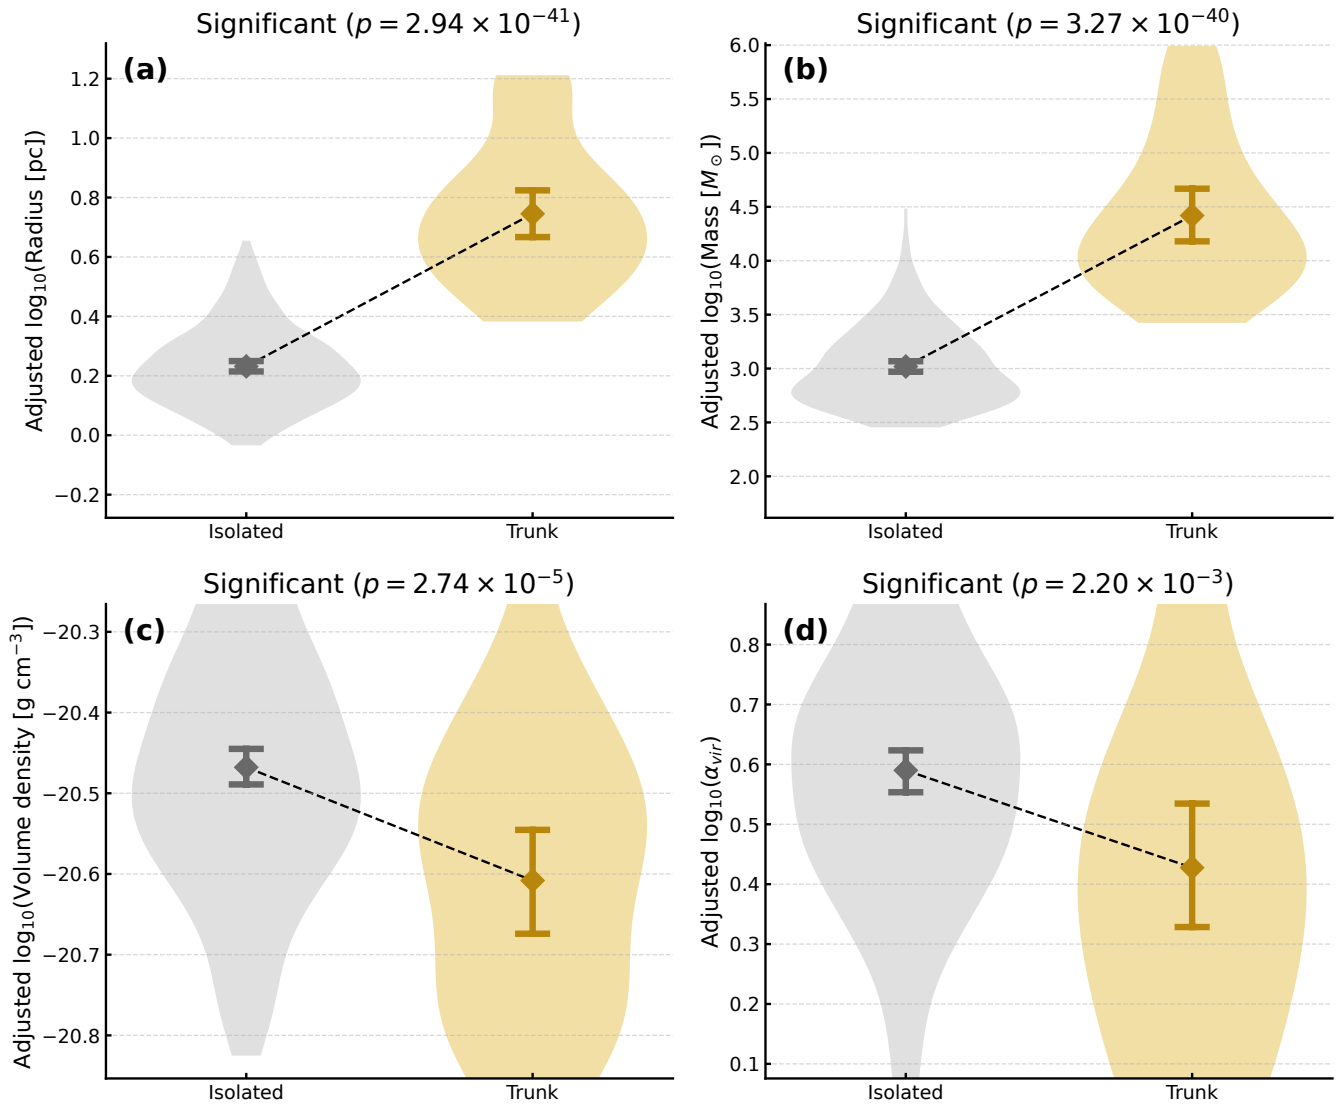 Significant (p = 2.94 × 10⁻⁴¹)
(a)
Adjusted log₁₀(Radius [pc])
1.2
1.0
0.8
0.6
0.4
0.2
0.0
−0.2
Isolated
Trunk
Significant (p = 3.27 × 10⁻⁴⁰)
(b)
Adjusted log₁₀(Mass [M⊙])
6.0
5.5
5.0
4.5
4.0
3.5
3.0
2.5
2.0
Isolated
Trunk
Significant (p = 2.74 × 10⁻⁵)
(c)
Adjusted log₁₀(Volume density [g cm⁻³])
−20.3
−20.4
−20.5
−20.6
−20.7
−20.8
Isolated
Trunk
Significant (p = 2.20 × 10⁻³)
(d)
Adjusted log₁₀(α_vir)
0.8
0.7
0.6
0.5
0.4
0.3
0.2
0.1
Isolated
Trunk